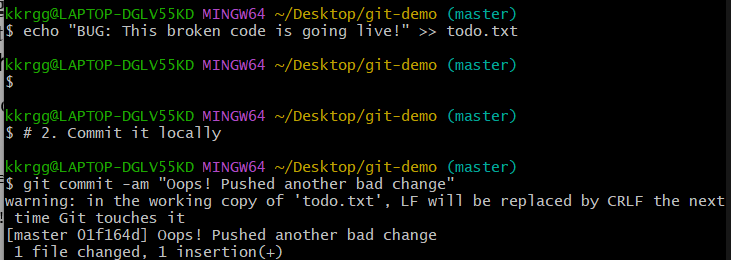 kkrgg@LAPTOP-DGLV55KD MINGW64 ~/Desktop/git-demo (master)
$ echo "BUG: This broken code is going live!" >> todo.txt
kkrgg@LAPTOP-DGLV55KD MINGW64 ~/Desktop/git-demo (master)
$
kkrgg@LAPTOP-DGLV55KD MINGW64 ~/Desktop/git-demo (master)
$ # 2. Commit it locally
kkrgg@LAPTOP-DGLV55KD MINGW64 ~/Desktop/git-demo (master)
$ git commit -am "Oops! Pushed another bad change"
warning: in the working copy of 'todo.txt', LF will be replaced by CRLF the next
 time Git touches it
[master 01f164d] Oops! Pushed another bad change
 1 file changed, 1 insertion(+)